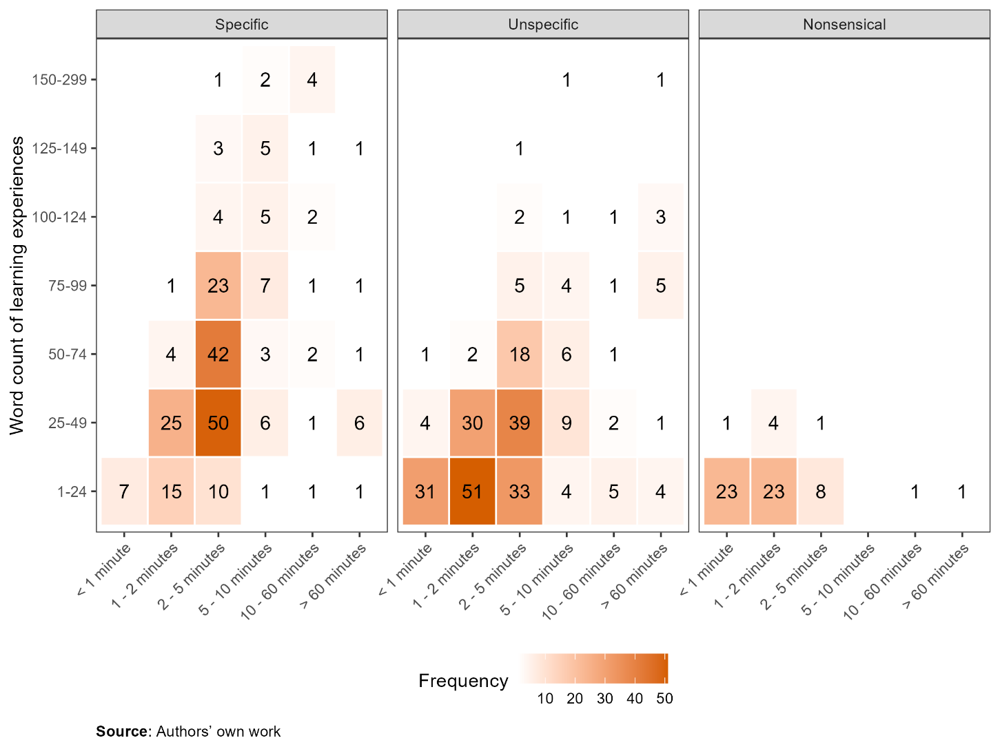 Specific Unspecific Nonsensical
Word count of learning experiences
150-299 1 2 4 1 1
125-149 3 5 1 1 1
100-124 4 5 2 2 1 1 3
75-99 1 23 7 1 1 5 4 1 5
50-74 4 42 3 2 1 1 2 18 6 1
25-49 25 50 6 1 6 4 30 39 9 2 1 1 4 1
1-24 7 15 10 1 1 1 31 51 33 4 5 4 23 23 8 1 1
< 1 minute 1 - 2 minutes 2 - 5 minutes 5 - 10 minutes 10 - 60 minutes > 60 minutes < 1 minute 1 - 2 minutes 2 - 5 minutes 5 - 10 minutes 10 - 60 minutes > 60 minutes < 1 minute 1 - 2 minutes 2 - 5 minutes 5 - 10 minutes 10 - 60 minutes > 60 minutes
Frequency
10 20 30 40 50
Source: Authors’ own work